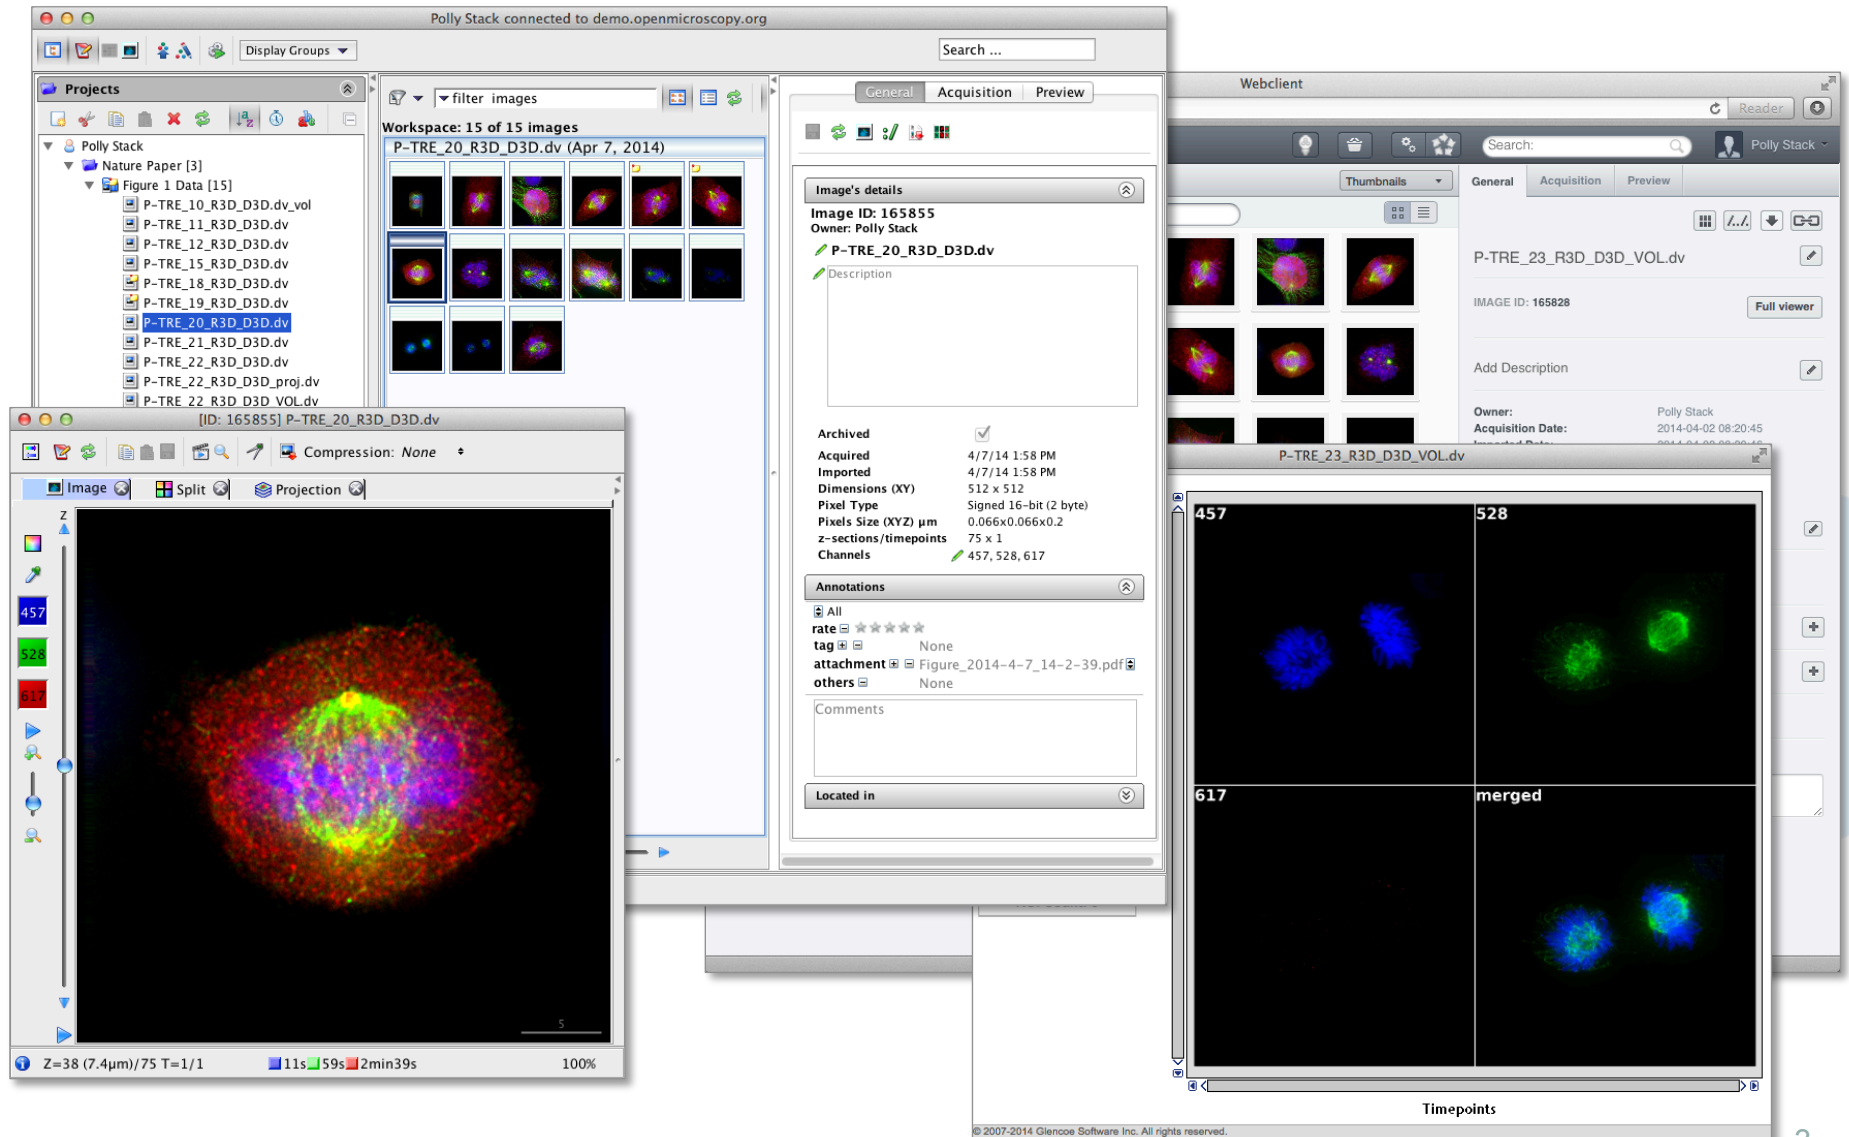 Polly Stack connected to demo.openmicroscopy.org
Display Groups
Search ...
Projects
Polly Stack
Nature Paper [3]
Figure 1 Data [15]
P-TRE_10_R3D_D3D.dv_vol
P-TRE_11_R3D_D3D.dv
P-TRE_12_R3D_D3D.dv
P-TRE_15_R3D_D3D.dv
P-TRE_18_R3D_D3D.dv
P-TRE_19_R3D_D3D.dv
P-TRE_20_R3D_D3D.dv
P-TRE_21_R3D_D3D.dv
P-TRE_22_R3D_D3D.dv
P-TRE_22_R3D_D3D_proj.dv
P-TRE_22_R3D_D3D_VOL.dv
filter images
Workspace: 15 of 15 images
P-TRE_20_R3D_D3D.dv (Apr 7, 2014)
General Acquisition Preview
Image's details
Image ID: 165855
Owner: Polly Stack
P-TRE_20_R3D_D3D.dv
Description
Archived
Acquired 4/7/14 1:58 PM
Imported 4/7/14 1:58 PM
Dimensions (XY) 512 x 512
Pixel Type Signed 16-bit (2 byte)
Pixels Size (XYZ) µm 0.066x0.066x0.2
z-sections/timepoints 75 x 1
Channels 457, 528, 617
Annotations
All
rate
tag None
attachment Figure_2014-4-7_14-2-39.pdf
others None
Comments
Located in
[ID: 165855] P-TRE_20_R3D_D3D.dv
Compression: None
Image Split Projection
Z
457
528
617
5
Z=38 (7.4µm)/75 T=1/1 11s 59s 2min39s 100%
Webclient
Reader
Search:
Polly Stack
Thumbnails
General Acquisition Preview
P-TRE_23_R3D_D3D_VOL.dv
IMAGE ID: 165828
Full viewer
Add Description
Owner: Polly Stack
Acquisition Date: 2014-04-02 08:20:45
P-TRE_23_R3D_D3D_VOL.dv
457 528
617 merged
Timepoints
© 2007-2014 Glencoe Software Inc. All rights reserved.